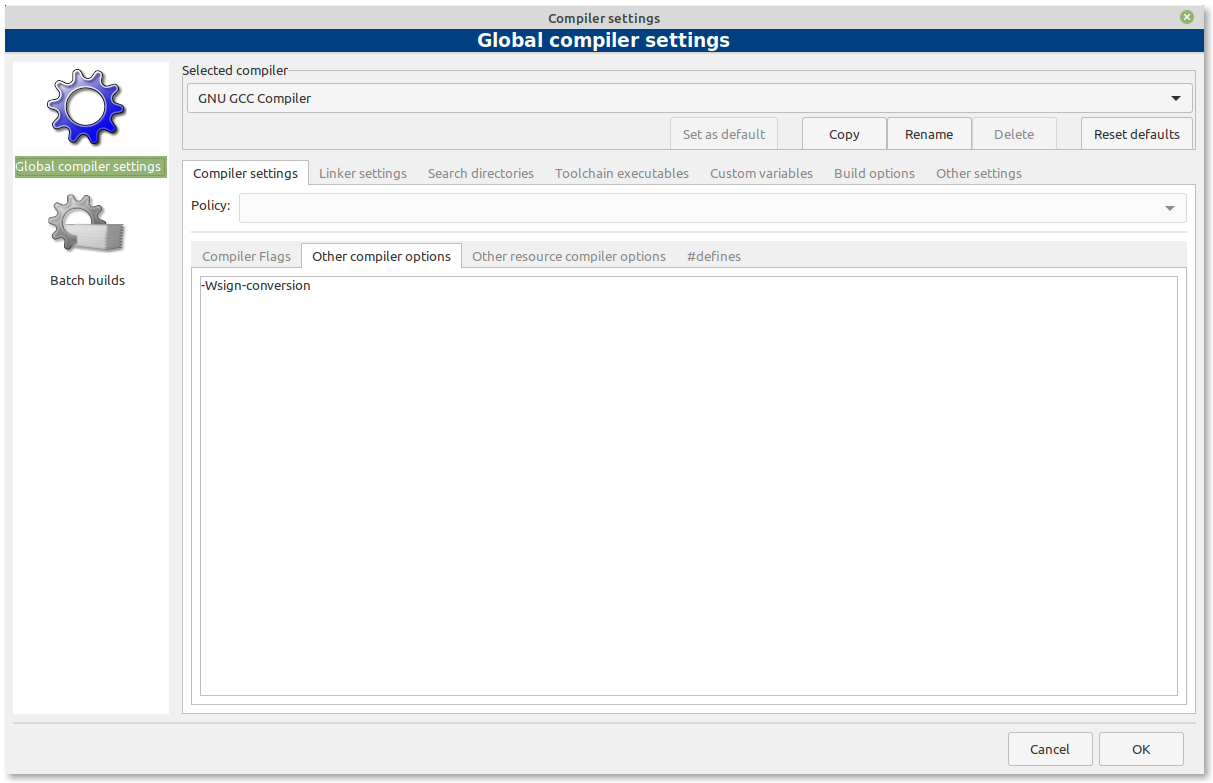 Compiler settings
Global compiler settings
Global compiler settings
Batch builds
Selected compiler
GNU GCC Compiler
Set as default Copy Rename Delete Reset defaults
Compiler settings Linker settings Search directories Toolchain executables Custom variables Build options Other settings
Policy:
Compiler Flags Other compiler options Other resource compiler options #defines
-Wsign-conversion
Cancel OK